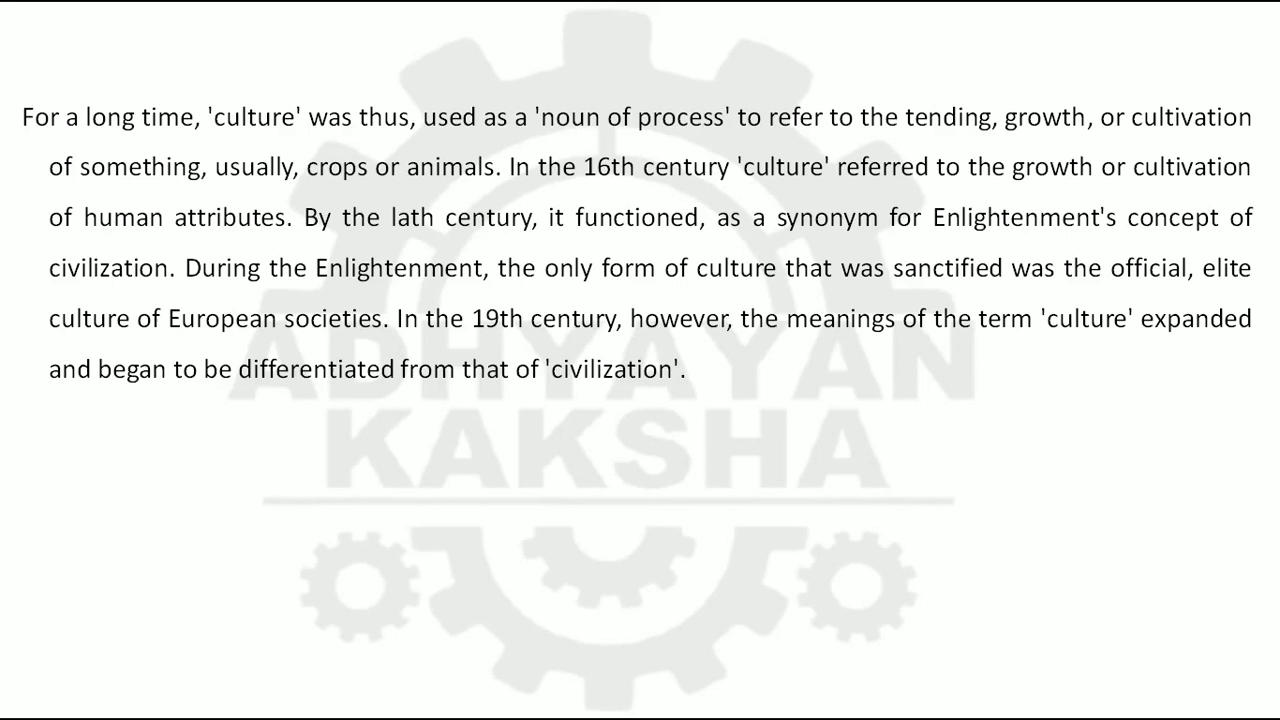 For a long time, 'culture' was thus, used as a 'noun of process' to refer to the tending, growth, or cultivation
of something, usually, crops or animals. In the 16th century 'culture' referred to the growth or cultivation
of human attributes. By the lath century, it functioned, as a synonym for Enlightenment's concept of
civilization. During the Enlightenment, the only form of culture that was sanctified was the official, elite
culture of European societies. In the 19th century, however, the meanings of the term 'culture' expanded
and began to be differentiated from that of 'civilization'.
ADHYAYAN
KAKSHA